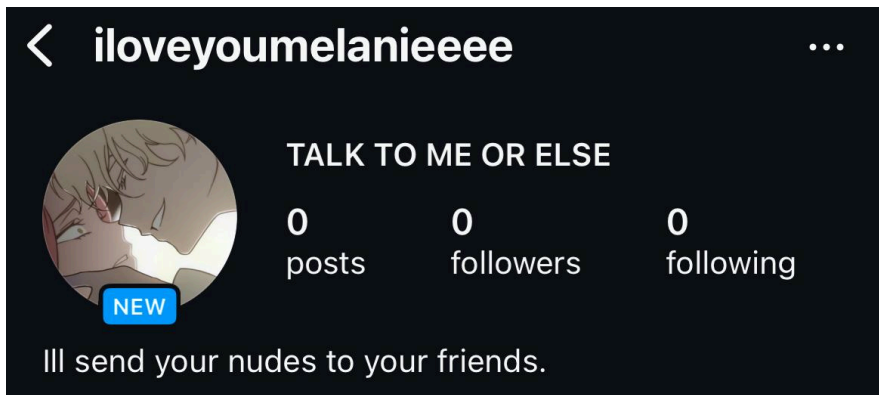 iloveyoumelanieeee
TALK TO ME OR ELSE
0 0 0
posts followers following
NEW
Ill send your nudes to your friends.